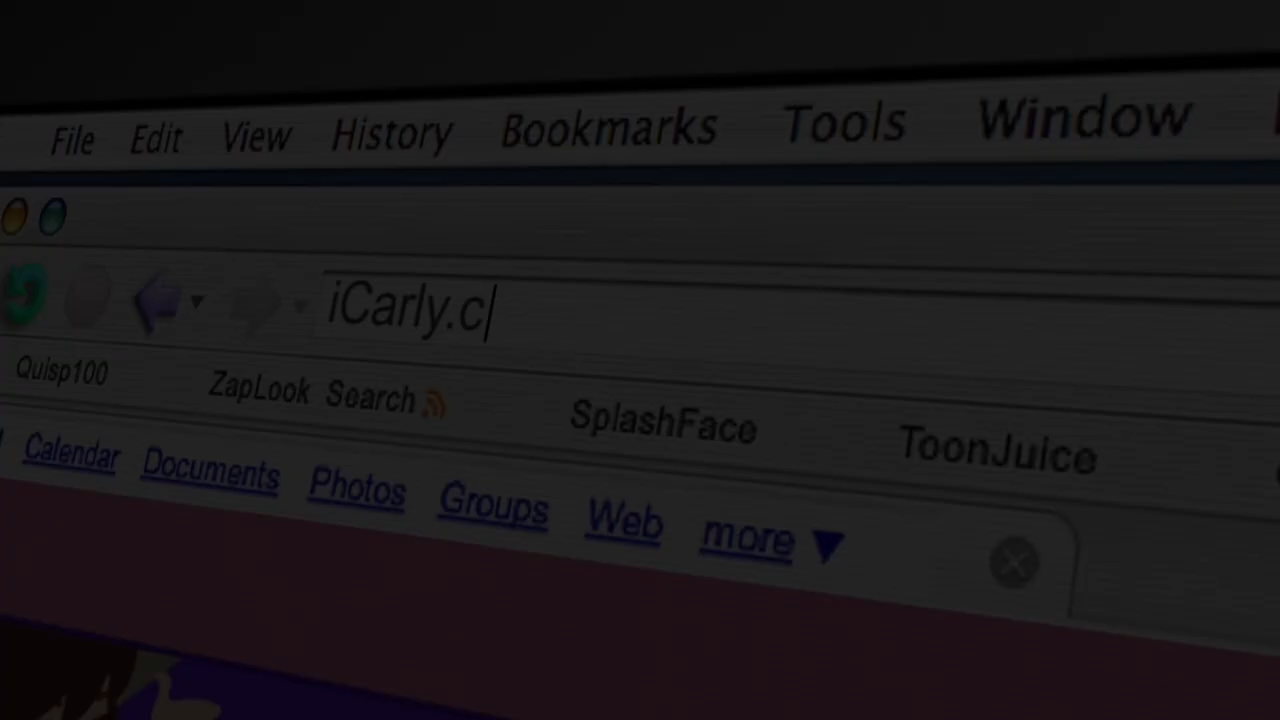 File Edit View History Bookmarks Tools Window
iCarly.c
Quisp100 ZapLook Search SplashFace ToonJuice
Calendar Documents Photos Groups Web more